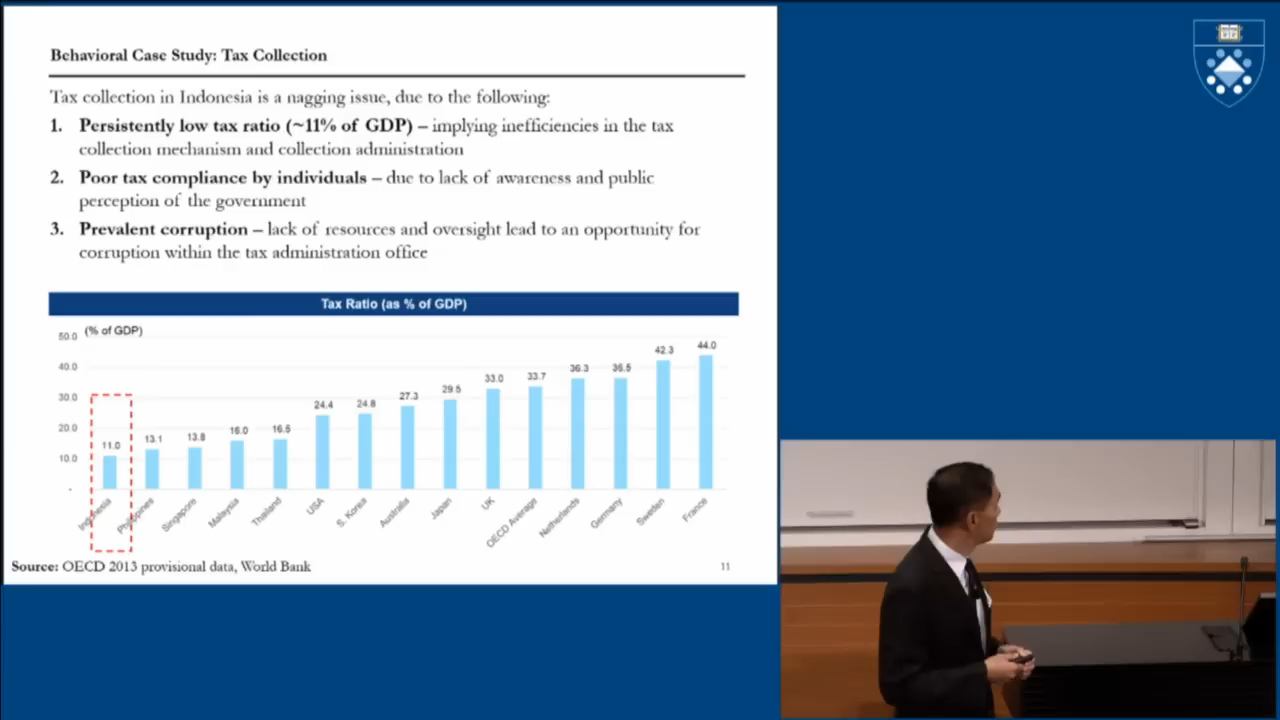 Behavioral Case Study: Tax Collection
Tax collection in Indonesia is a nagging issue, due to the following:
1. Persistently low tax ratio (~11% of GDP) – implying inefficiencies in the tax
collection mechanism and collection administration
2. Poor tax compliance by individuals – due to lack of awareness and public
perception of the government
3. Prevalent corruption – lack of resources and oversight lead to an opportunity for
corruption within the tax administration office
Tax Ratio (as % of GDP)
(% of GDP)
50.0
40.0
30.0
20.0
10.0
-
11.0
13.1
13.8
16.0
16.5
24.4
24.8
27.3
29.5
33.0
33.7
36.3
36.5
42.3
44.0
Indonesia
Philippines
Singapore
Malaysia
Thailand
USA
S. Korea
Australia
Japan
UK
OECD Average
Netherlands
Germany
Sweden
France
Source: OECD 2013 provisional data, World Bank
11